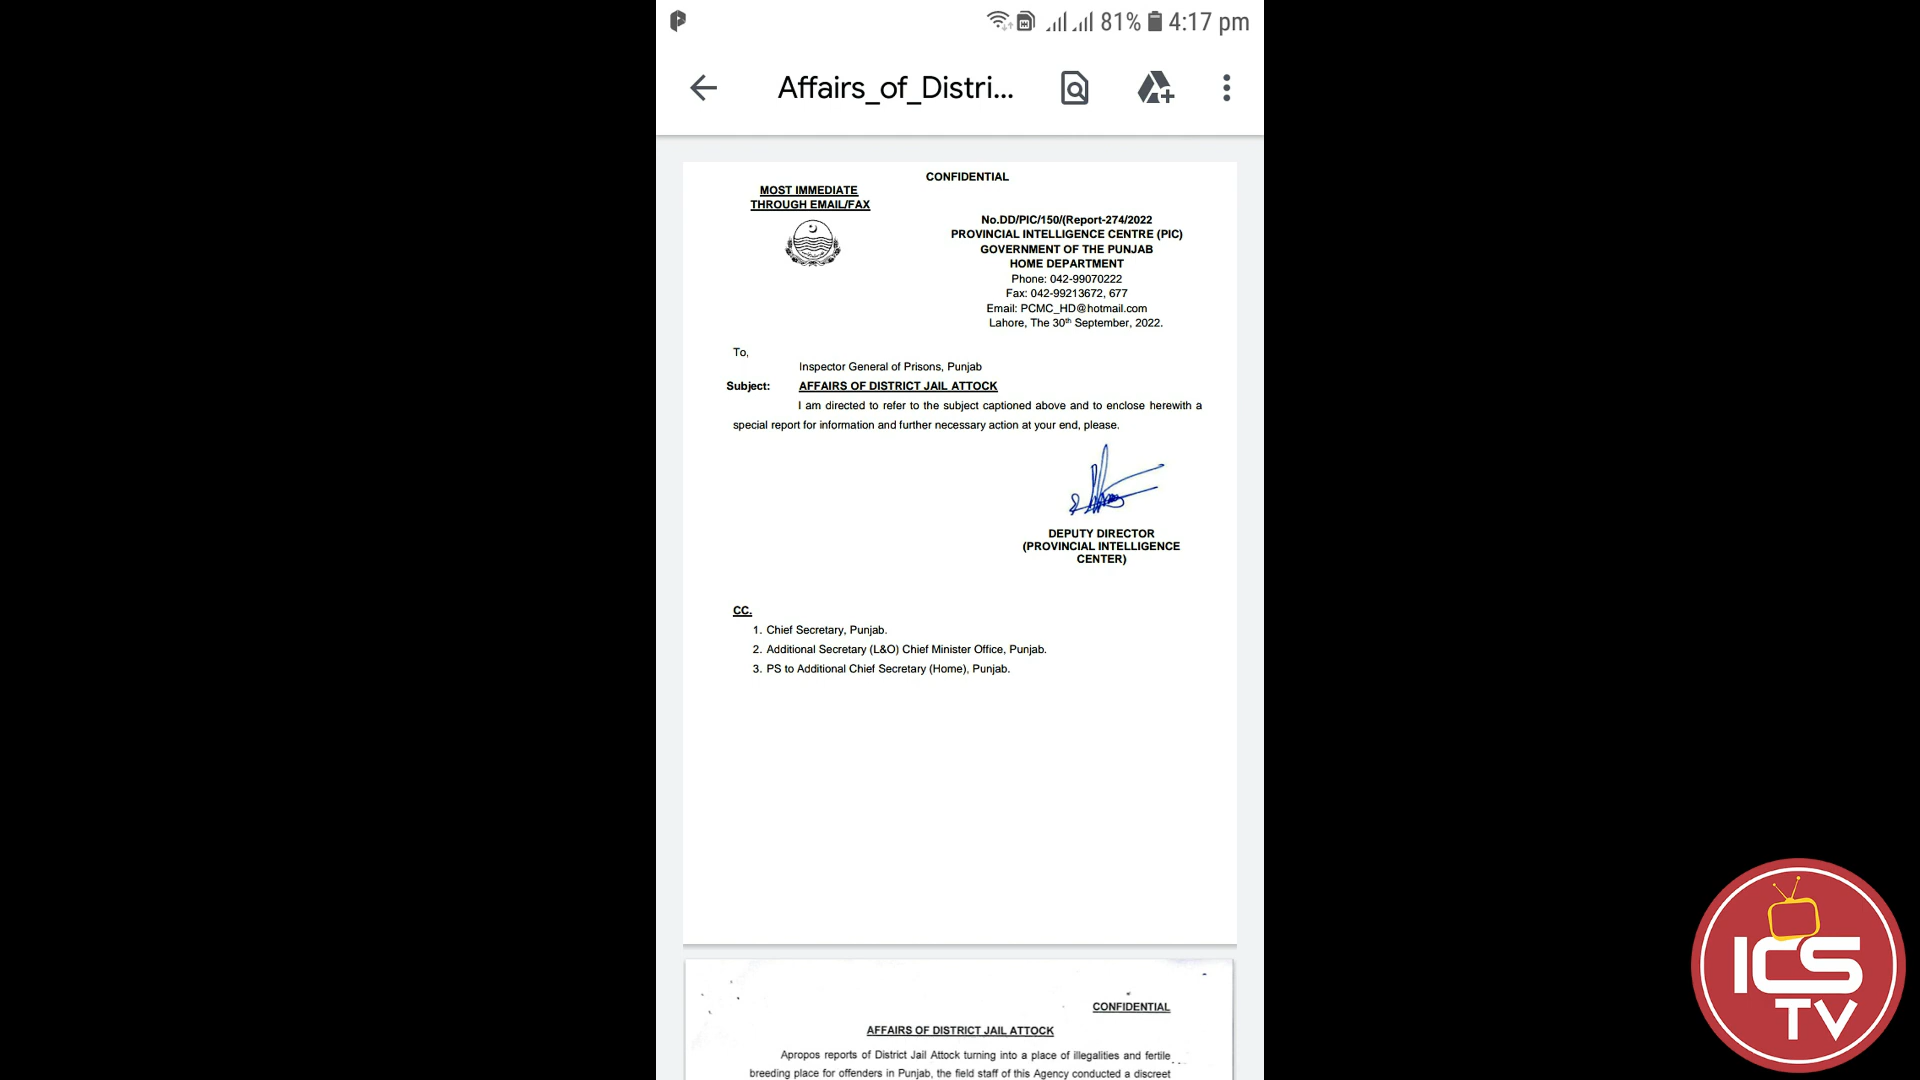 81% 4:17 pm
Affairs_of_Distri...
CONFIDENTIAL
MOST IMMEDIATE
THROUGH EMAIL/FAX
No.DD/PIC/150/(Report-274/2022
PROVINCIAL INTELLIGENCE CENTRE (PIC)
GOVERNMENT OF THE PUNJAB
HOME DEPARTMENT
Phone: 042-99070222
Fax: 042-99213672, 677
Email: PCMC_HD@hotmail.com
Lahore, The 30th September, 2022.
To,
Inspector General of Prisons, Punjab
Subject: AFFAIRS OF DISTRICT JAIL ATTOCK
I am directed to refer to the subject captioned above and to enclose herewith a
special report for information and further necessary action at your end, please.
DEPUTY DIRECTOR
(PROVINCIAL INTELLIGENCE
CENTER)
CC.
1. Chief Secretary, Punjab.
2. Additional Secretary (L&O) Chief Minister Office, Punjab.
3. PS to Additional Chief Secretary (Home), Punjab.
CONFIDENTIAL
AFFAIRS OF DISTRICT JAIL ATTOCK
Apropos reports of District Jail Attock turning into a place of illegalities and fertile
breeding place for offenders in Punjab, the field staff of this Agency conducted a discreet
ICS
TV